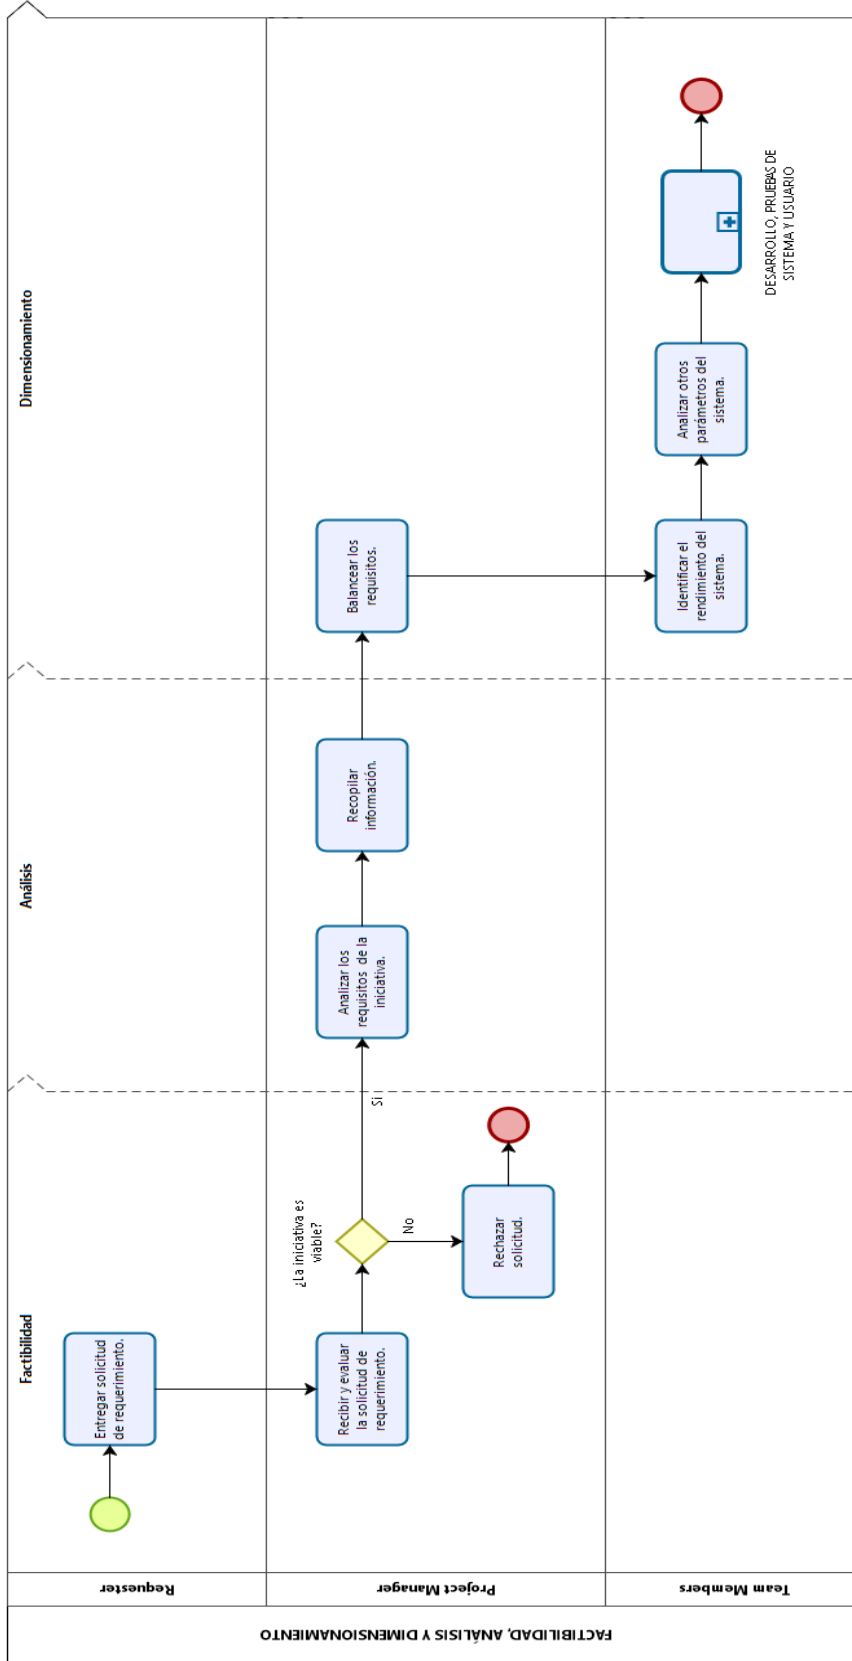 FACTIBILIDAD, ANÁLISIS Y DIMENSIONAMIENTO
Factibilidad
Análisis
Dimensionamiento
Requester
Entregar solicitud
de requerimiento.
Project Manager
Recibir y evaluar
la solicitud de
requerimiento.
¿La iniciativa es
viable?
Si
No
Rechazar
solicitud.
Analizar los
requisitos de la
iniciativa.
Recopilar
información.
Balancear los
requisitos.
Team Members
Identificar el
rendimiento del
sistema.
Analizar otros
parámetros del
sistema.
DESARROLLO, PRUEBAS DE
SISTEMA Y USUARIO